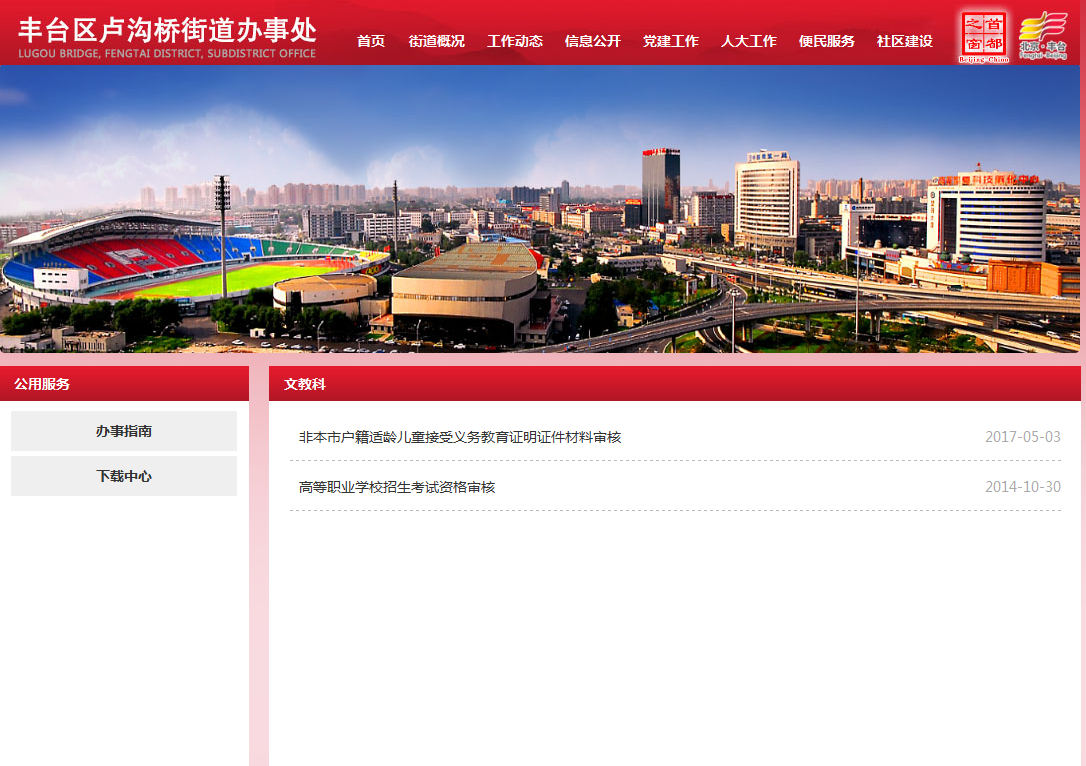 丰台区卢沟桥街道办事处
LUGOU BRIDGE, FENGTAI DISTRICT, SUBDISTRICT OFFICE
首页 街道概况 工作动态 信息公开 党建工作 人大工作 便民服务 社区建设
首都
之窗
Beijing-China
北京·丰台
Fengtai·Beijing
公用服务
办事指南
下载中心
文教科
非本市户籍适龄儿童接受义务教育证明证件材料审核 2017-05-03
高等职业学校招生考试资格审核 2014-10-30